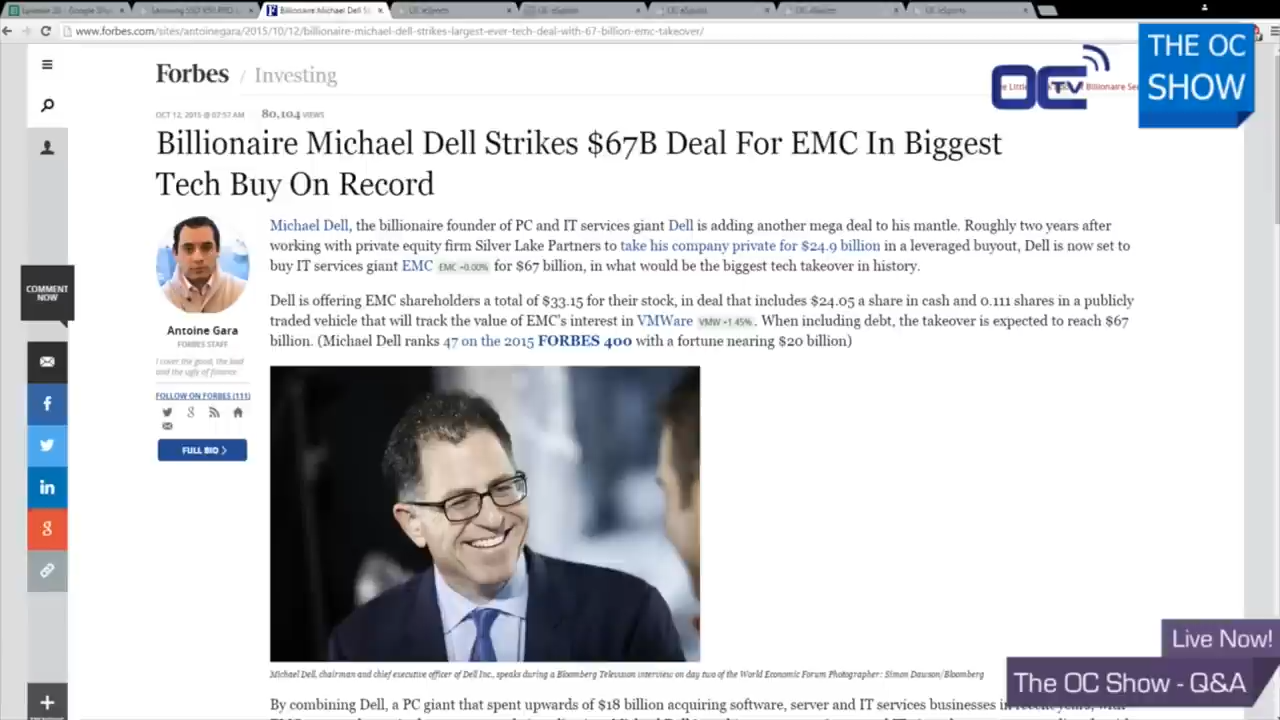 Billionaire Michael Dell S
www.forbes.com/sites/antoinegara/2015/10/12/billionaire-michael-dell-strikes-largest-ever-tech-deal-with-67-billion-emc-takeover/
THE OC
SHOW
OC TV
Forbes / Investing
Billionaire Se
OCT 12, 2015 @ 07:57 AM 80,104 VIEWS
Billionaire Michael Dell Strikes $67B Deal For EMC In Biggest
Tech Buy On Record
Michael Dell, the billionaire founder of PC and IT services giant Dell is adding another mega deal to his mantle. Roughly two years after
working with private equity firm Silver Lake Partners to take his company private for $24.9 billion in a leveraged buyout, Dell is now set to
buy IT services giant EMC EMC +0.00% for $67 billion, in what would be the biggest tech takeover in history.
COMMENT
NOW
Dell is offering EMC shareholders a total of $33.15 for their stock, in deal that includes $24.05 a share in cash and 0.111 shares in a publicly
traded vehicle that will track the value of EMC's interest in VMWare VMW +1.45%. When including debt, the takeover is expected to reach $67
billion. (Michael Dell ranks 47 on the 2015 FORBES 400 with a fortune nearing $20 billion)
Antoine Gara
FORBES STAFF
I cover the good, the bad
and the ugly of finance.
FOLLOW ON FORBES (111)
FULL BIO >
Michael Dell, chairman and chief executive officer of Dell Inc., speaks during a Bloomberg Television interview on day two of the World Economic Forum Photographer: Simon Dawson/Bloomberg
By combining Dell, a PC giant that spent upwards of $18 billion acquiring software, server and IT services businesses in recent years, with
Live Now!
The OC Show - Q&A